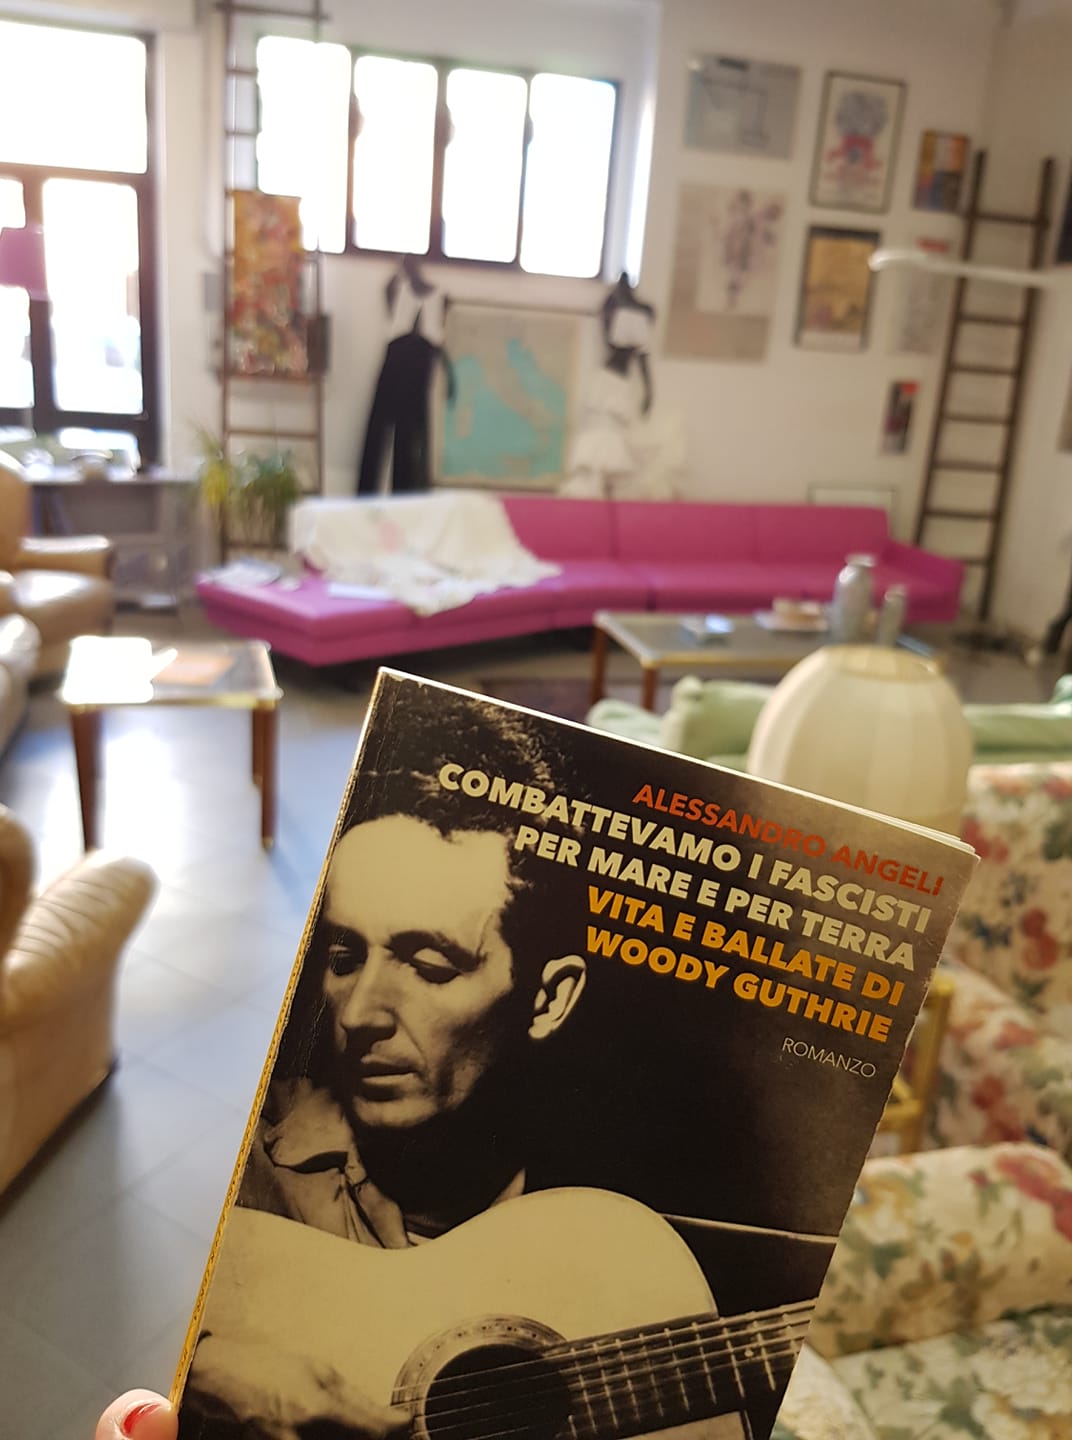 ALESSANDRO ANGELI
COMBATTEVAMO I FASCISTI
PER MARE E PER TERRA
VITA E BALLATE DI
WOODY GUTHRIE
ROMANZO